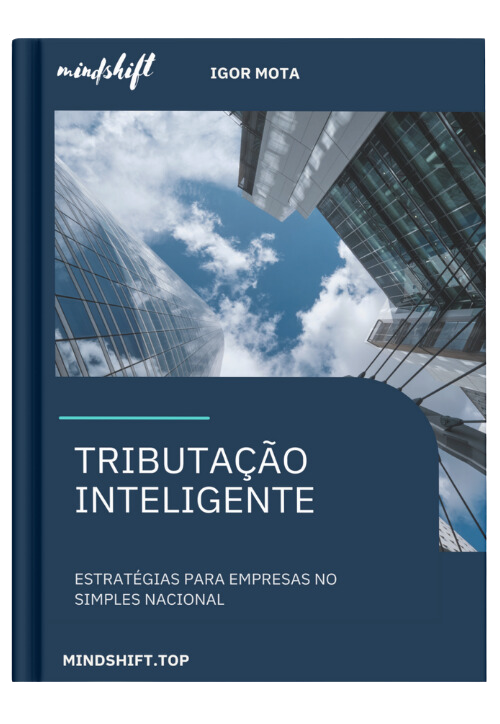 mindshift
IGOR MOTA
TRIBUTAÇÃO
INTELIGENTE
ESTRATÉGIAS PARA EMPRESAS NO
SIMPLES NACIONAL
MINDSHIFT.TOP